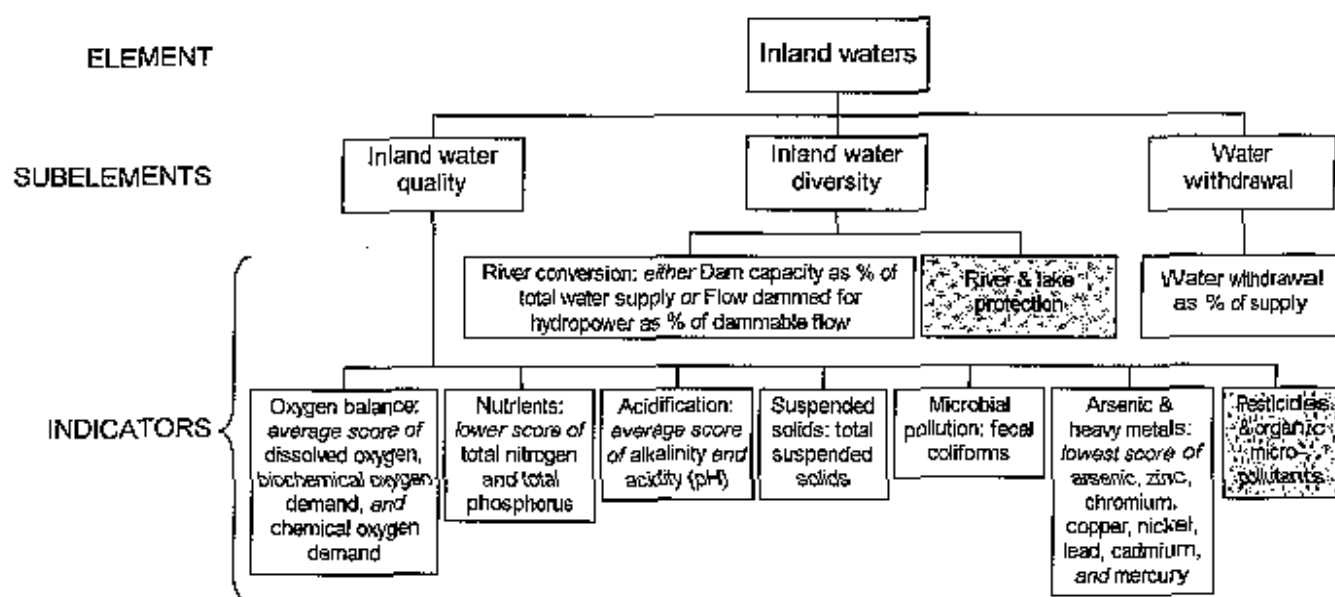 ELEMENT
Inland waters
SUBELEMENTS
Inland water
quality
Inland water
diversity
Water
withdrawal
River conversion: either Dam capacity as % of
total water supply or Flow dammed for
hydropower as % of dammable flow
River & lake
protection
Water withdrawal
as % of supply
INDICATORS
Oxygen balance:
average score of
dissolved oxygen,
biochemical oxygen
demand, and
chemical oxygen
demand
Nutrients:
lower score of
total nitrogen
and total
phosphorus
Acidification:
average score
of alkalinity and
acidity (pH)
Suspended
solids: total
suspended
solids
Microbial
pollution: fecal
coliforms
Arsenic &
heavy metals:
lowest score of
arsenic, zinc,
chromium,
copper, nickel,
lead, cadmium,
and mercury
Pesticides
& organic
micro-
pollutants